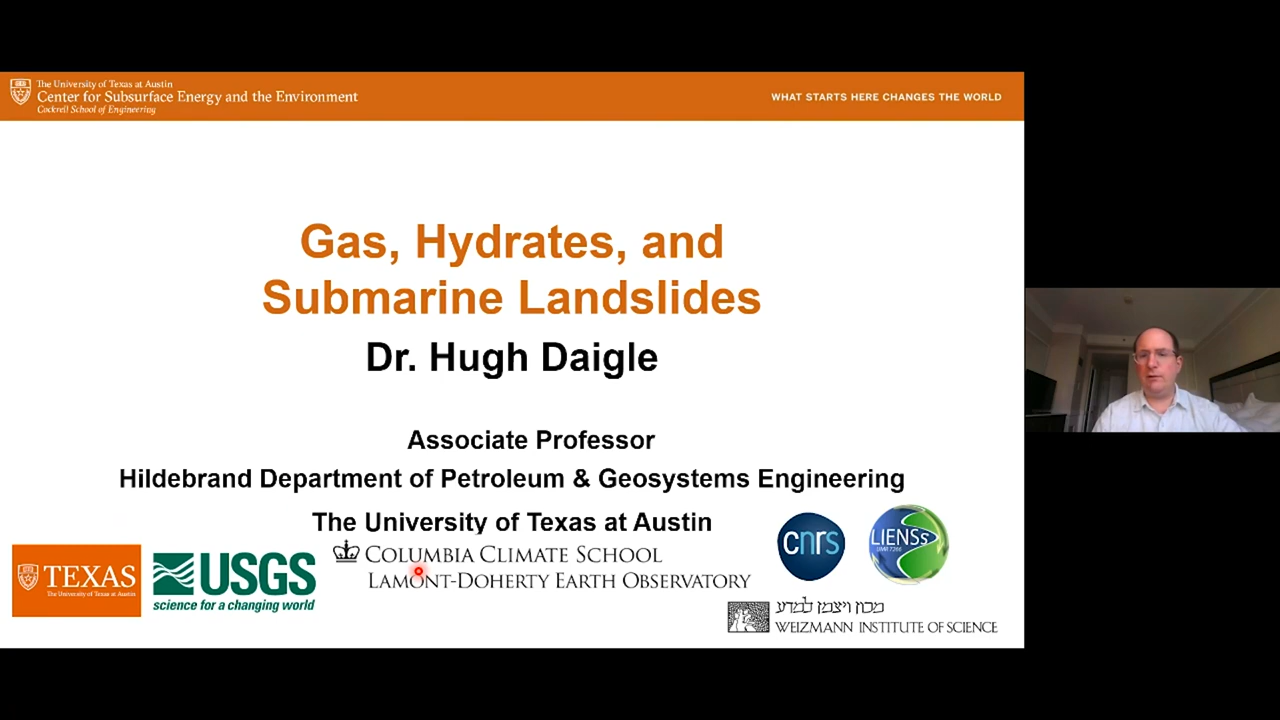 The University of Texas at Austin
Center for Subsurface Energy and the Environment
Cockrell School of Engineering
WHAT STARTS HERE CHANGES THE WORLD
Gas, Hydrates, and
Submarine Landslides
Dr. Hugh Daigle
Associate Professor
Hildebrand Department of Petroleum & Geosystems Engineering
The University of Texas at Austin
TEXAS
The University of Texas at Austin
USGS
science for a changing world
COLUMBIA CLIMATE SCHOOL
LAMONT-DOHERTY EARTH OBSERVATORY
cnrs
LIENSs
UMR 7266
מכון ויצמן למדע
WEIZMANN INSTITUTE OF SCIENCE